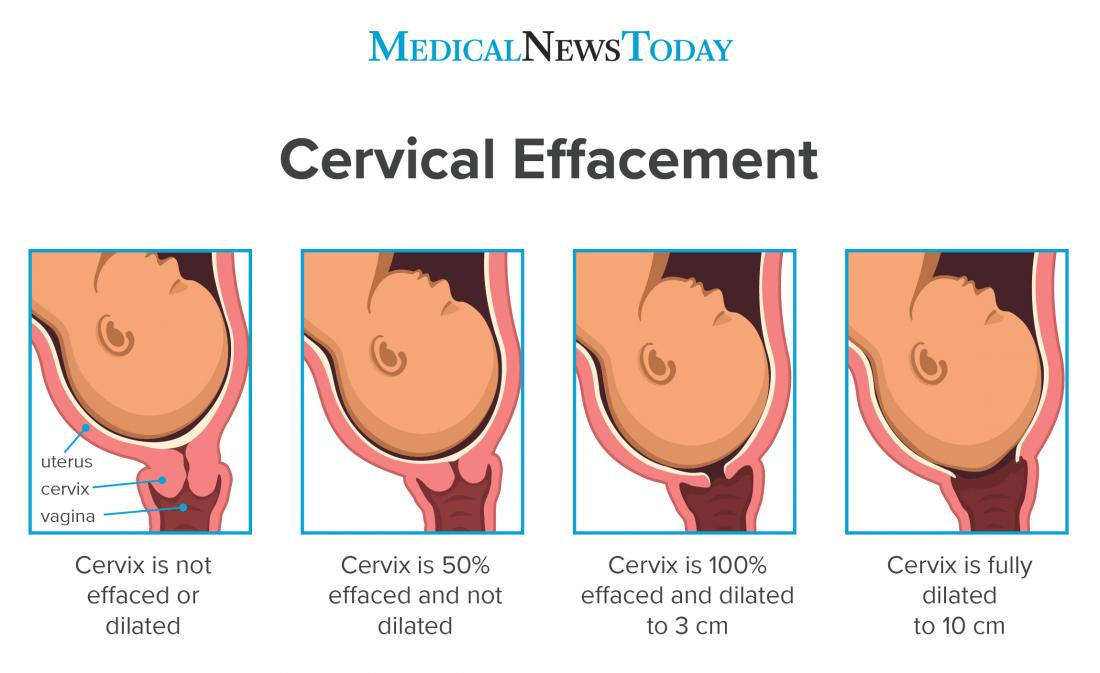 MEDICALNEWSTODAY
Cervical Effacement
uterus
cervix
vagina
Cervix is not
effaced or
dilated
Cervix is 50%
effaced and not
dilated
Cervix is 100%
effaced and dilated
to 3 cm
Cervix is fully
dilated
to 10 cm